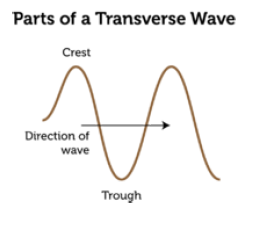 Parts of a Transverse Wave
Crest
Direction of
wave
Trough